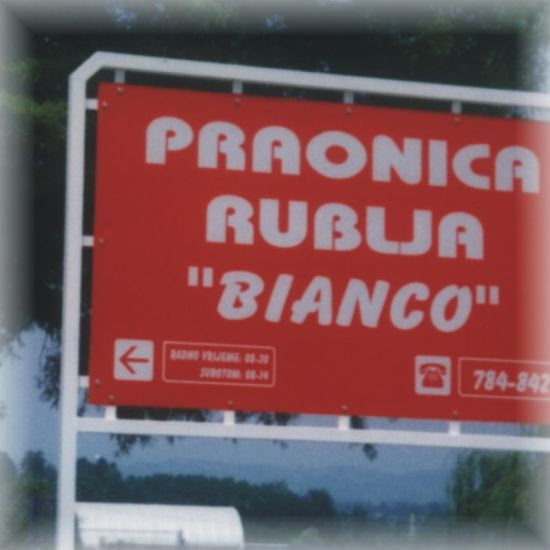 PRAONICA
RUBLJA
"BIANCO"
RADNO VRIJEME: 08-20
SUBOTOM: 08-14
784-842